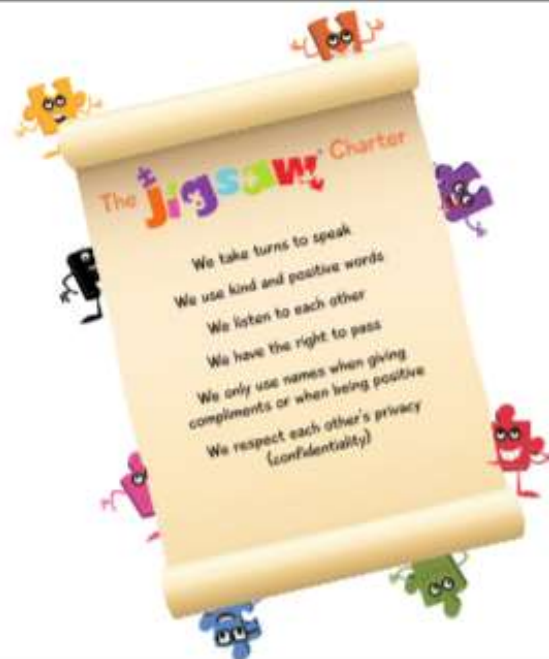 The Jigsaw Charter
We take turns to speak
We use kind and positive words
We listen to each other
We have the right to pass
We only use names when giving
compliments or when being positive
We respect each other's privacy
(confidentiality)